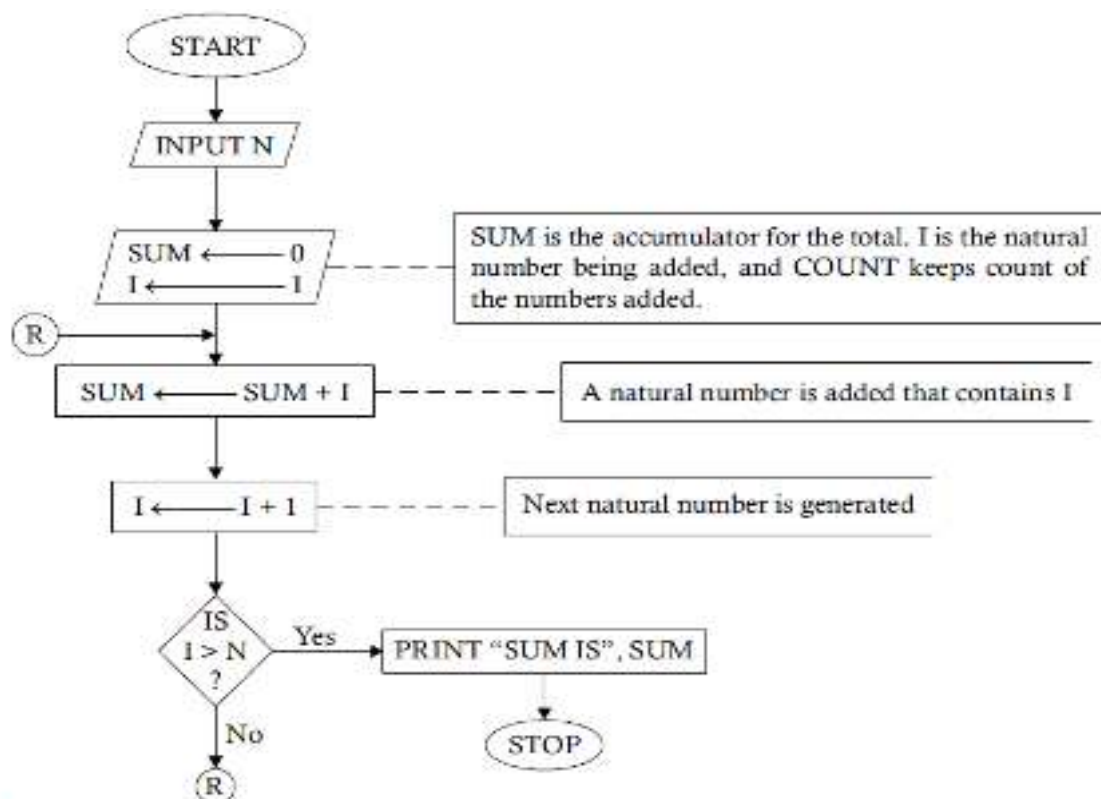 START
INPUT N
SUM ← 0
I ← I
SUM is the accumulator for the total. I is the natural
number being added, and COUNT keeps count of
the numbers added.
R
SUM ← SUM + I
A natural number is added that contains I
I ← I + 1
Next natural number is generated
IS
I > N
?
Yes
PRINT “SUM IS”, SUM
No
STOP
R